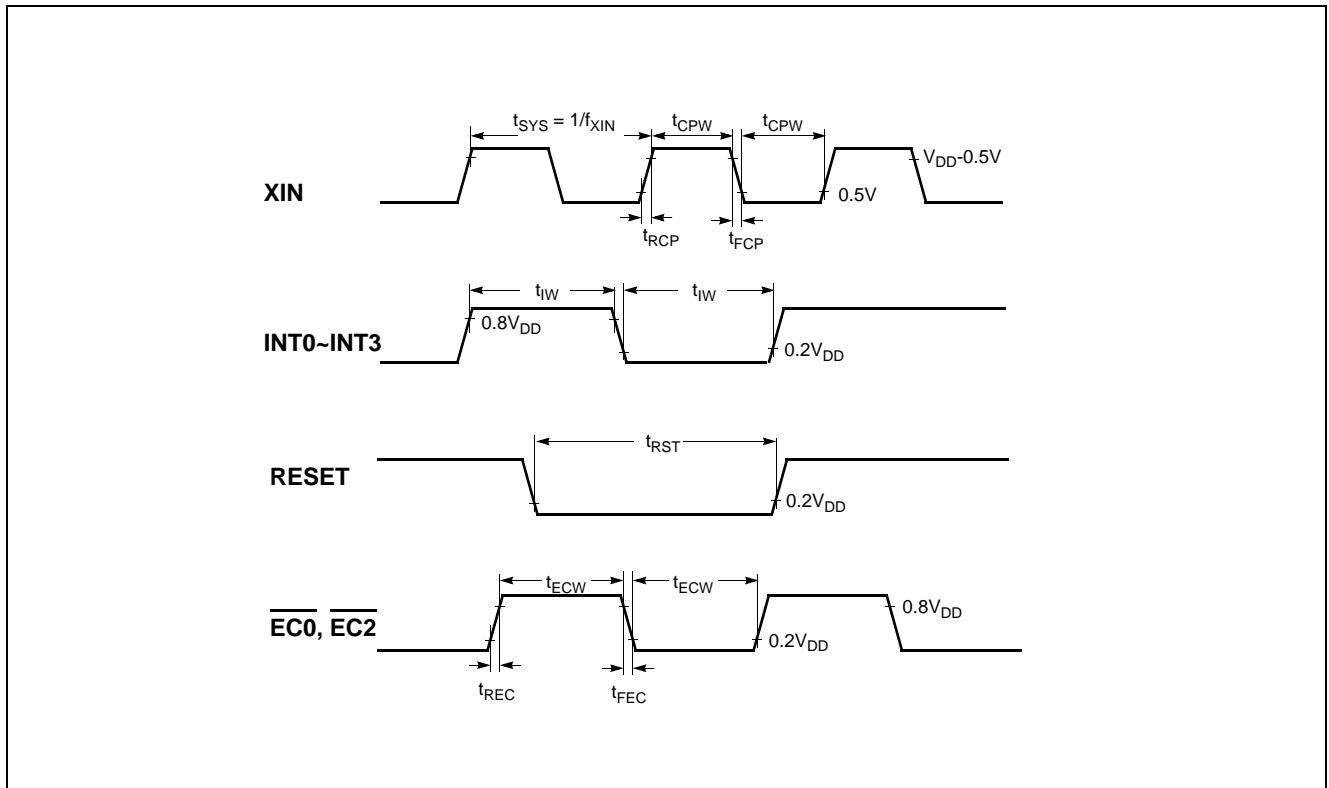 tSYS = 1/fXIN tCPW tCPW
VDD-0.5V
XIN
0.5V
tRCP tFCP
tIW tIW
0.8VDD
INT0~INT3
0.2VDD
tRST
RESET
0.2VDD
tECW tECW
0.8VDD
EC0, EC2
0.2VDD
tREC tFEC